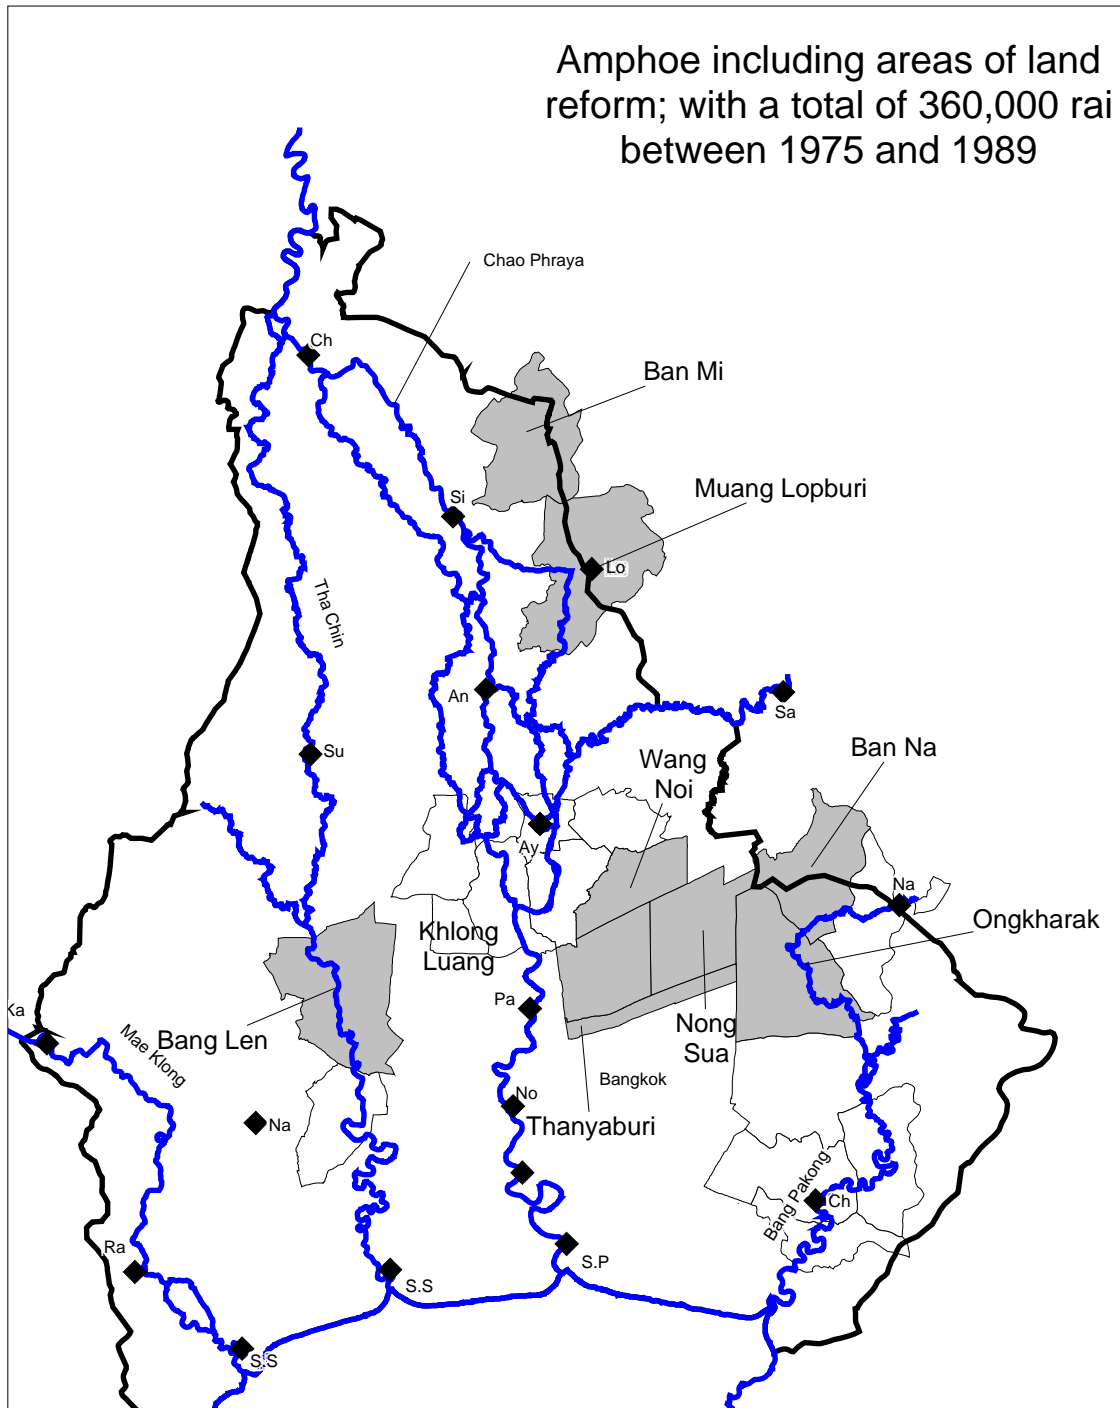 Amphoe including areas of land
reform; with a total of 360,000 rai
between 1975 and 1989
Chao Phraya
Ch
Ban Mi
Si
Muang Lopburi
Lo
Tha Chin
An
Sa
Su
Wang
Noi
Ban Na
Ay
Na
Khlong
Luang
Ongkharak
Pa
Ka
Mae Klong
Bang Len
Nong
Sua
Bangkok
No
Na
Thanyaburi
Bang Pakong
Ch
Ra
S.P
S.S
S.S